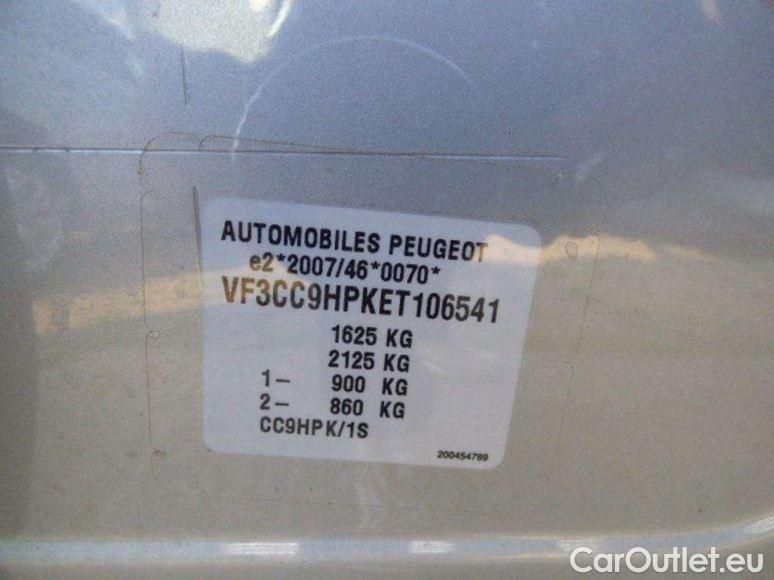 AUTOMOBILES PEUGEOT
e2*2007/46*0070*
VF3CC9HPKET106541
1625 KG
2125 KG
1- 900 KG
2- 860 KG
CC9HPK/1S
200454789
CarOutlet.eu